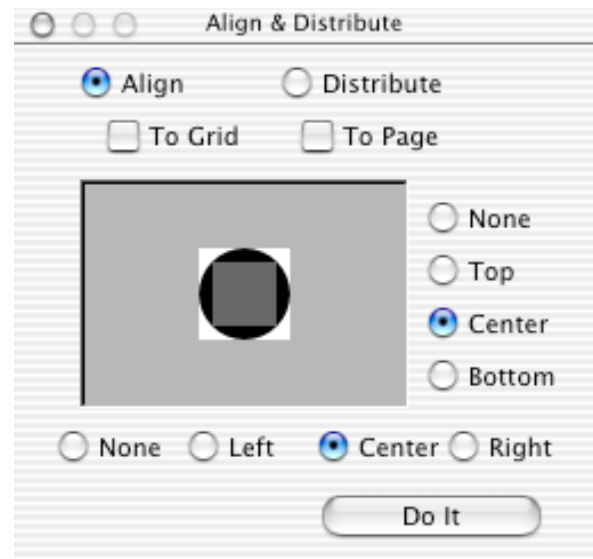 Align & Distribute
Align Distribute
To Grid To Page
None
Top
Center
Bottom
None Left Center Right
Do It